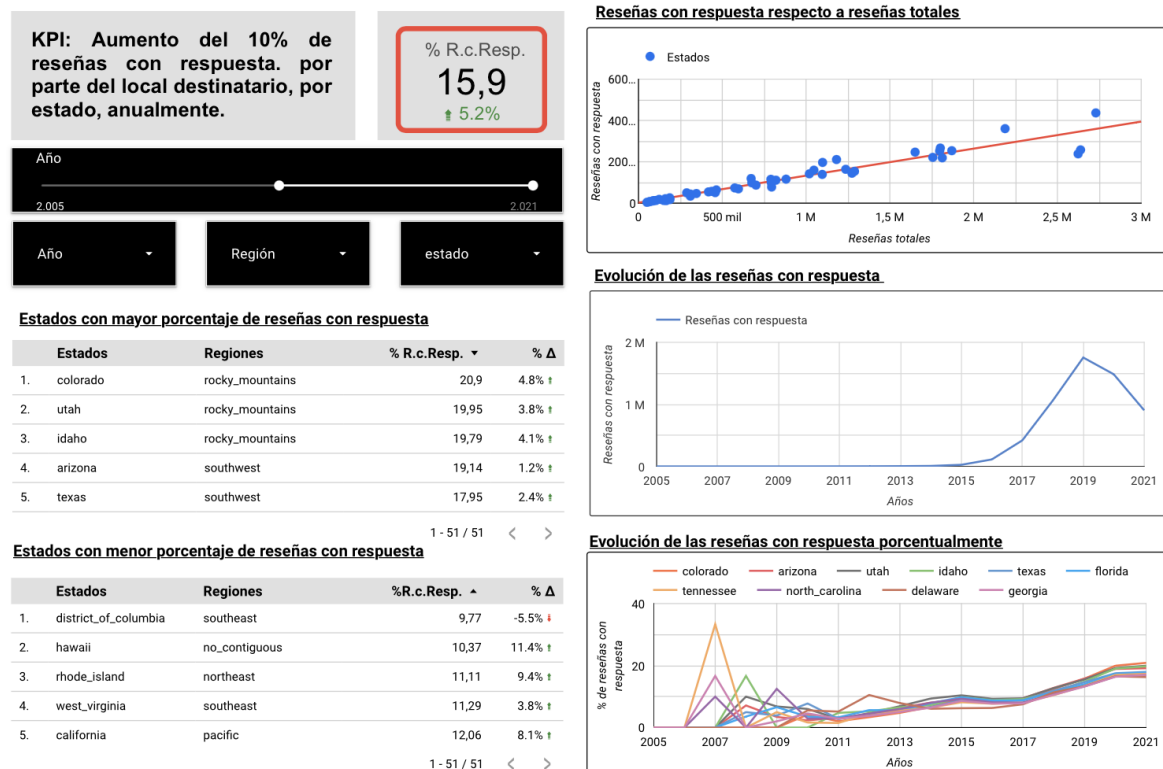 KPI: Aumento del 10% de
reseñas con respuesta. por
parte del local destinatario, por
estado, anualmente.
% R.c.Resp.
15,9
5.2%
Año
2.005
2.021
Año
Región
estado
Estados con mayor porcentaje de reseñas con respuesta
Estados Regiones % R.c.Resp. % Δ
1. colorado rocky_mountains 20,9 4.8%
2. utah rocky_mountains 19,95 3.8%
3. idaho rocky_mountains 19,79 4.1%
4. arizona southwest 19,14 1.2%
5. texas southwest 17,95 2.4%
1 - 51 / 51
Estados con menor porcentaje de reseñas con respuesta
Estados Regiones %R.c.Resp. % Δ
1. district_of_columbia southeast 9,77 -5.5%
2. hawaii no_contiguous 10,37 11.4%
3. rhode_island northeast 11,11 9.4%
4. west_virginia southeast 11,29 3.8%
5. california pacific 12,06 8.1%
1 - 51 / 51
Reseñas con respuesta respecto a reseñas totales
Estados
Reseñas con respuesta
600...
400...
200...
0
0 500 mil 1 M 1,5 M 2 M 2,5 M 3 M
Reseñas totales
Evolución de las reseñas con respuesta
Reseñas con respuesta
Reseñas con respuesta
2 M
1 M
0
2005 2007 2009 2011 2013 2015 2017 2019 2021
Años
Evolución de las reseñas con respuesta porcentualmente
colorado arizona utah idaho texas florida
tennessee north_carolina delaware georgia
% de reseñas con
respuesta
40
20
0
2005 2007 2009 2011 2013 2015 2017 2019 2021
Años